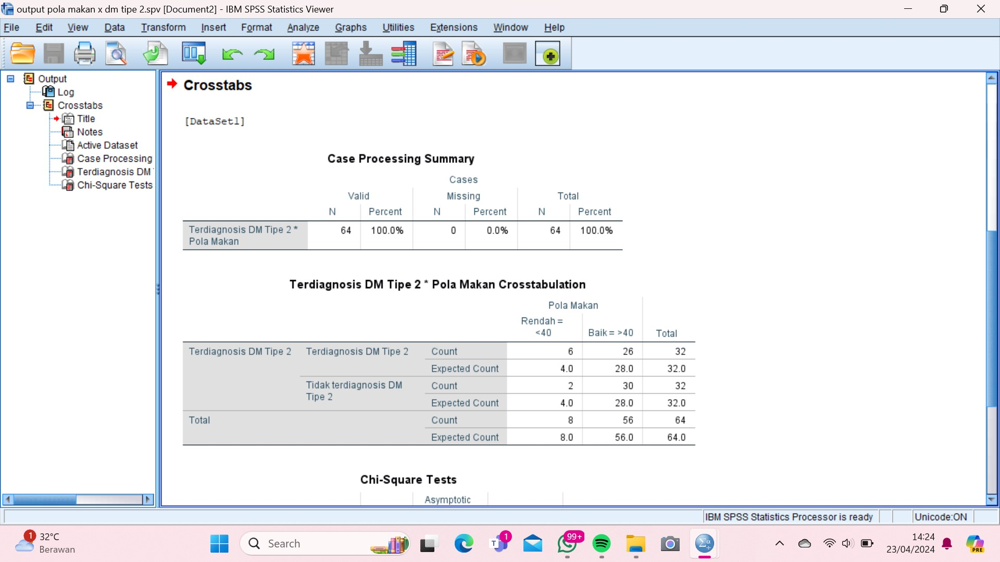 output pola makan x dm tipe 2.spv [Document2] - IBM SPSS Statistics Viewer
File Edit View Data Transform Insert Format Analyze Graphs Utilities Extensions Window Help
Output
Log
Crosstabs
Title
Notes
Active Dataset
Case Processing
Terdiagnosis DM
Chi-Square Tests
Crosstabs
[DataSet1]
Case Processing Summary
Cases
Valid Missing Total
N Percent N Percent N Percent
Terdiagnosis DM Tipe 2 * 64 100.0% 0 0.0% 64 100.0%
Pola Makan
Terdiagnosis DM Tipe 2 * Pola Makan Crosstabulation
Pola Makan
Rendah =
<40 Baik = >40 Total
Terdiagnosis DM Tipe 2 Terdiagnosis DM Tipe 2 Count 6 26 32
Expected Count 4.0 28.0 32.0
Tidak terdiagnosis DM Count 2 30 32
Tipe 2
Expected Count 4.0 28.0 32.0
Total Count 8 56 64
Expected Count 8.0 56.0 64.0
Chi-Square Tests
Asymptotic
IBM SPSS Statistics Processor is ready Unicode:ON
1 32°C
Berawan
Search
1
99+
14:24
23/04/2024
PRE